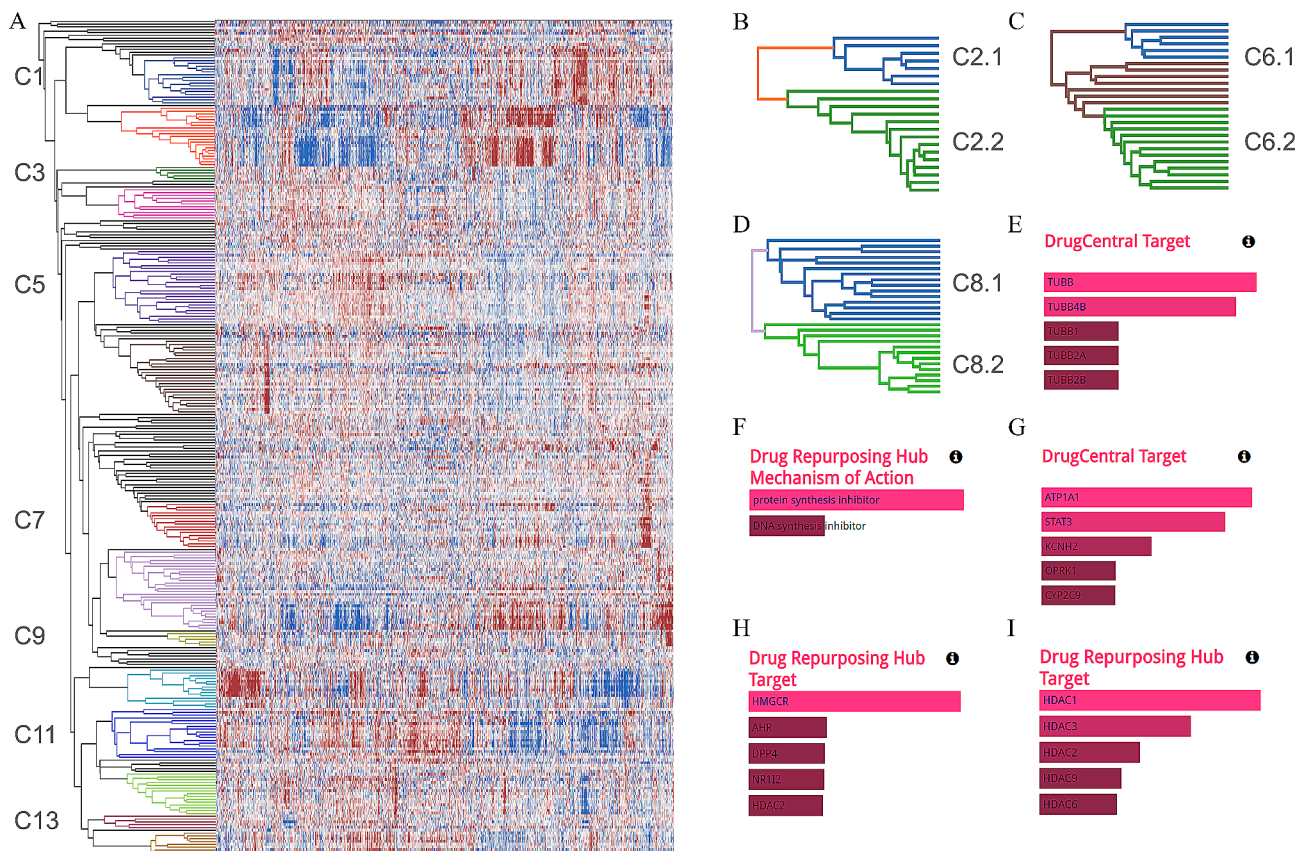 A
C1
C3
C5
C7
C9
C11
C13
B
C2.1
C2.2
C
C6.1
C6.2
D
C8.1
C8.2
E
DrugCentral Target
TUBB
TUBB4B
TUBB1
TUBB2A
TUBB2B
F
Drug Repurposing Hub
Mechanism of Action
protein synthesis inhibitor
DNA synthesis inhibitor
G
DrugCentral Target
ATP1A1
STAT3
KCNH2
OPRK1
CYP2C9
H
Drug Repurposing Hub
Target
HMGCR
AHR
DPP4
NR1I2
HDAC2
I
Drug Repurposing Hub
Target
HDAC1
HDAC3
HDAC2
HDAC9
HDAC6